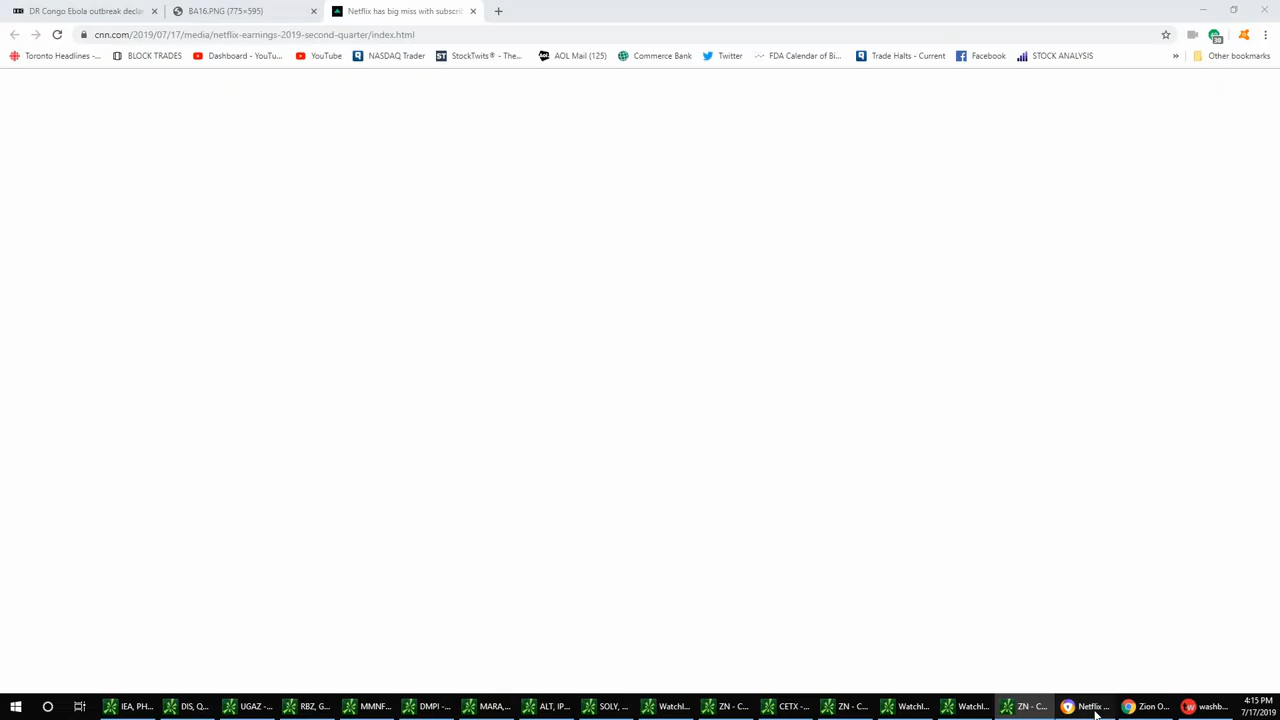 DR Congo Ebola outbreak decla
BA16.PNG (775×595)
Netflix has big miss with subscri
cnn.com/2019/07/17/media/netflix-earnings-2019-second-quarter/index.html
Toronto Headlines -... BLOCK TRADES Dashboard - YouTu... YouTube NASDAQ Trader StockTwits® - The... AOL Mail (125) Commerce Bank Twitter FDA Calendar of Bi... Trade Halts - Current Facebook STOCK ANALYSIS » Other bookmarks
IEA, PH... DIS, Q... UGAZ -... RBZ, G... MMNF... DMPI -... MARA,... ALT, IP... SOLY, ... Watchl... ZN - C... CETX -... ZN - C... Watchl... Watchl... ZN - C... Netflix ... Zion O... washb...
4:15 PM
7/17/2019